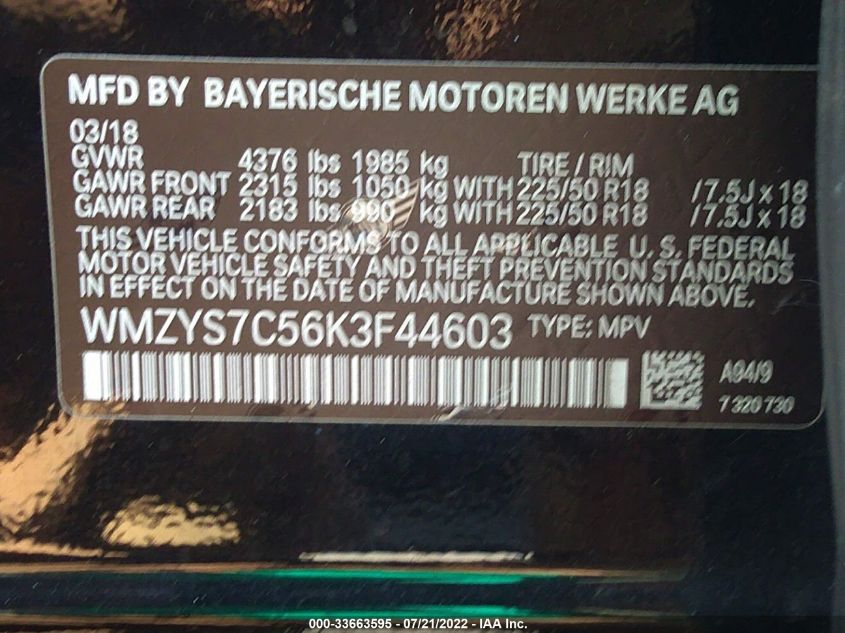 MFD BY BAYERISCHE MOTOREN WERKE AG
03/18
GVWR 4376 lbs 1985 kg TIRE / RIM
GAWR FRONT 2315 lbs 1050 kg WITH 225/50 R18 /7.5J x 18
GAWR REAR 2183 lbs 990 kg WITH 225/50 R18 /7.5J x 18
THIS VEHICLE CONFORMS TO ALL APPLICABLE U. S. FEDERAL
MOTOR VEHICLE SAFETY AND THEFT PREVENTION STANDARDS
IN EFFECT ON THE DATE OF MANUFACTURE SHOWN ABOVE.
WMZYS7C56K3F44603 TYPE: MPV
A94/9
7 320 730
000-33663595 - 07/21/2022 - IAA Inc.